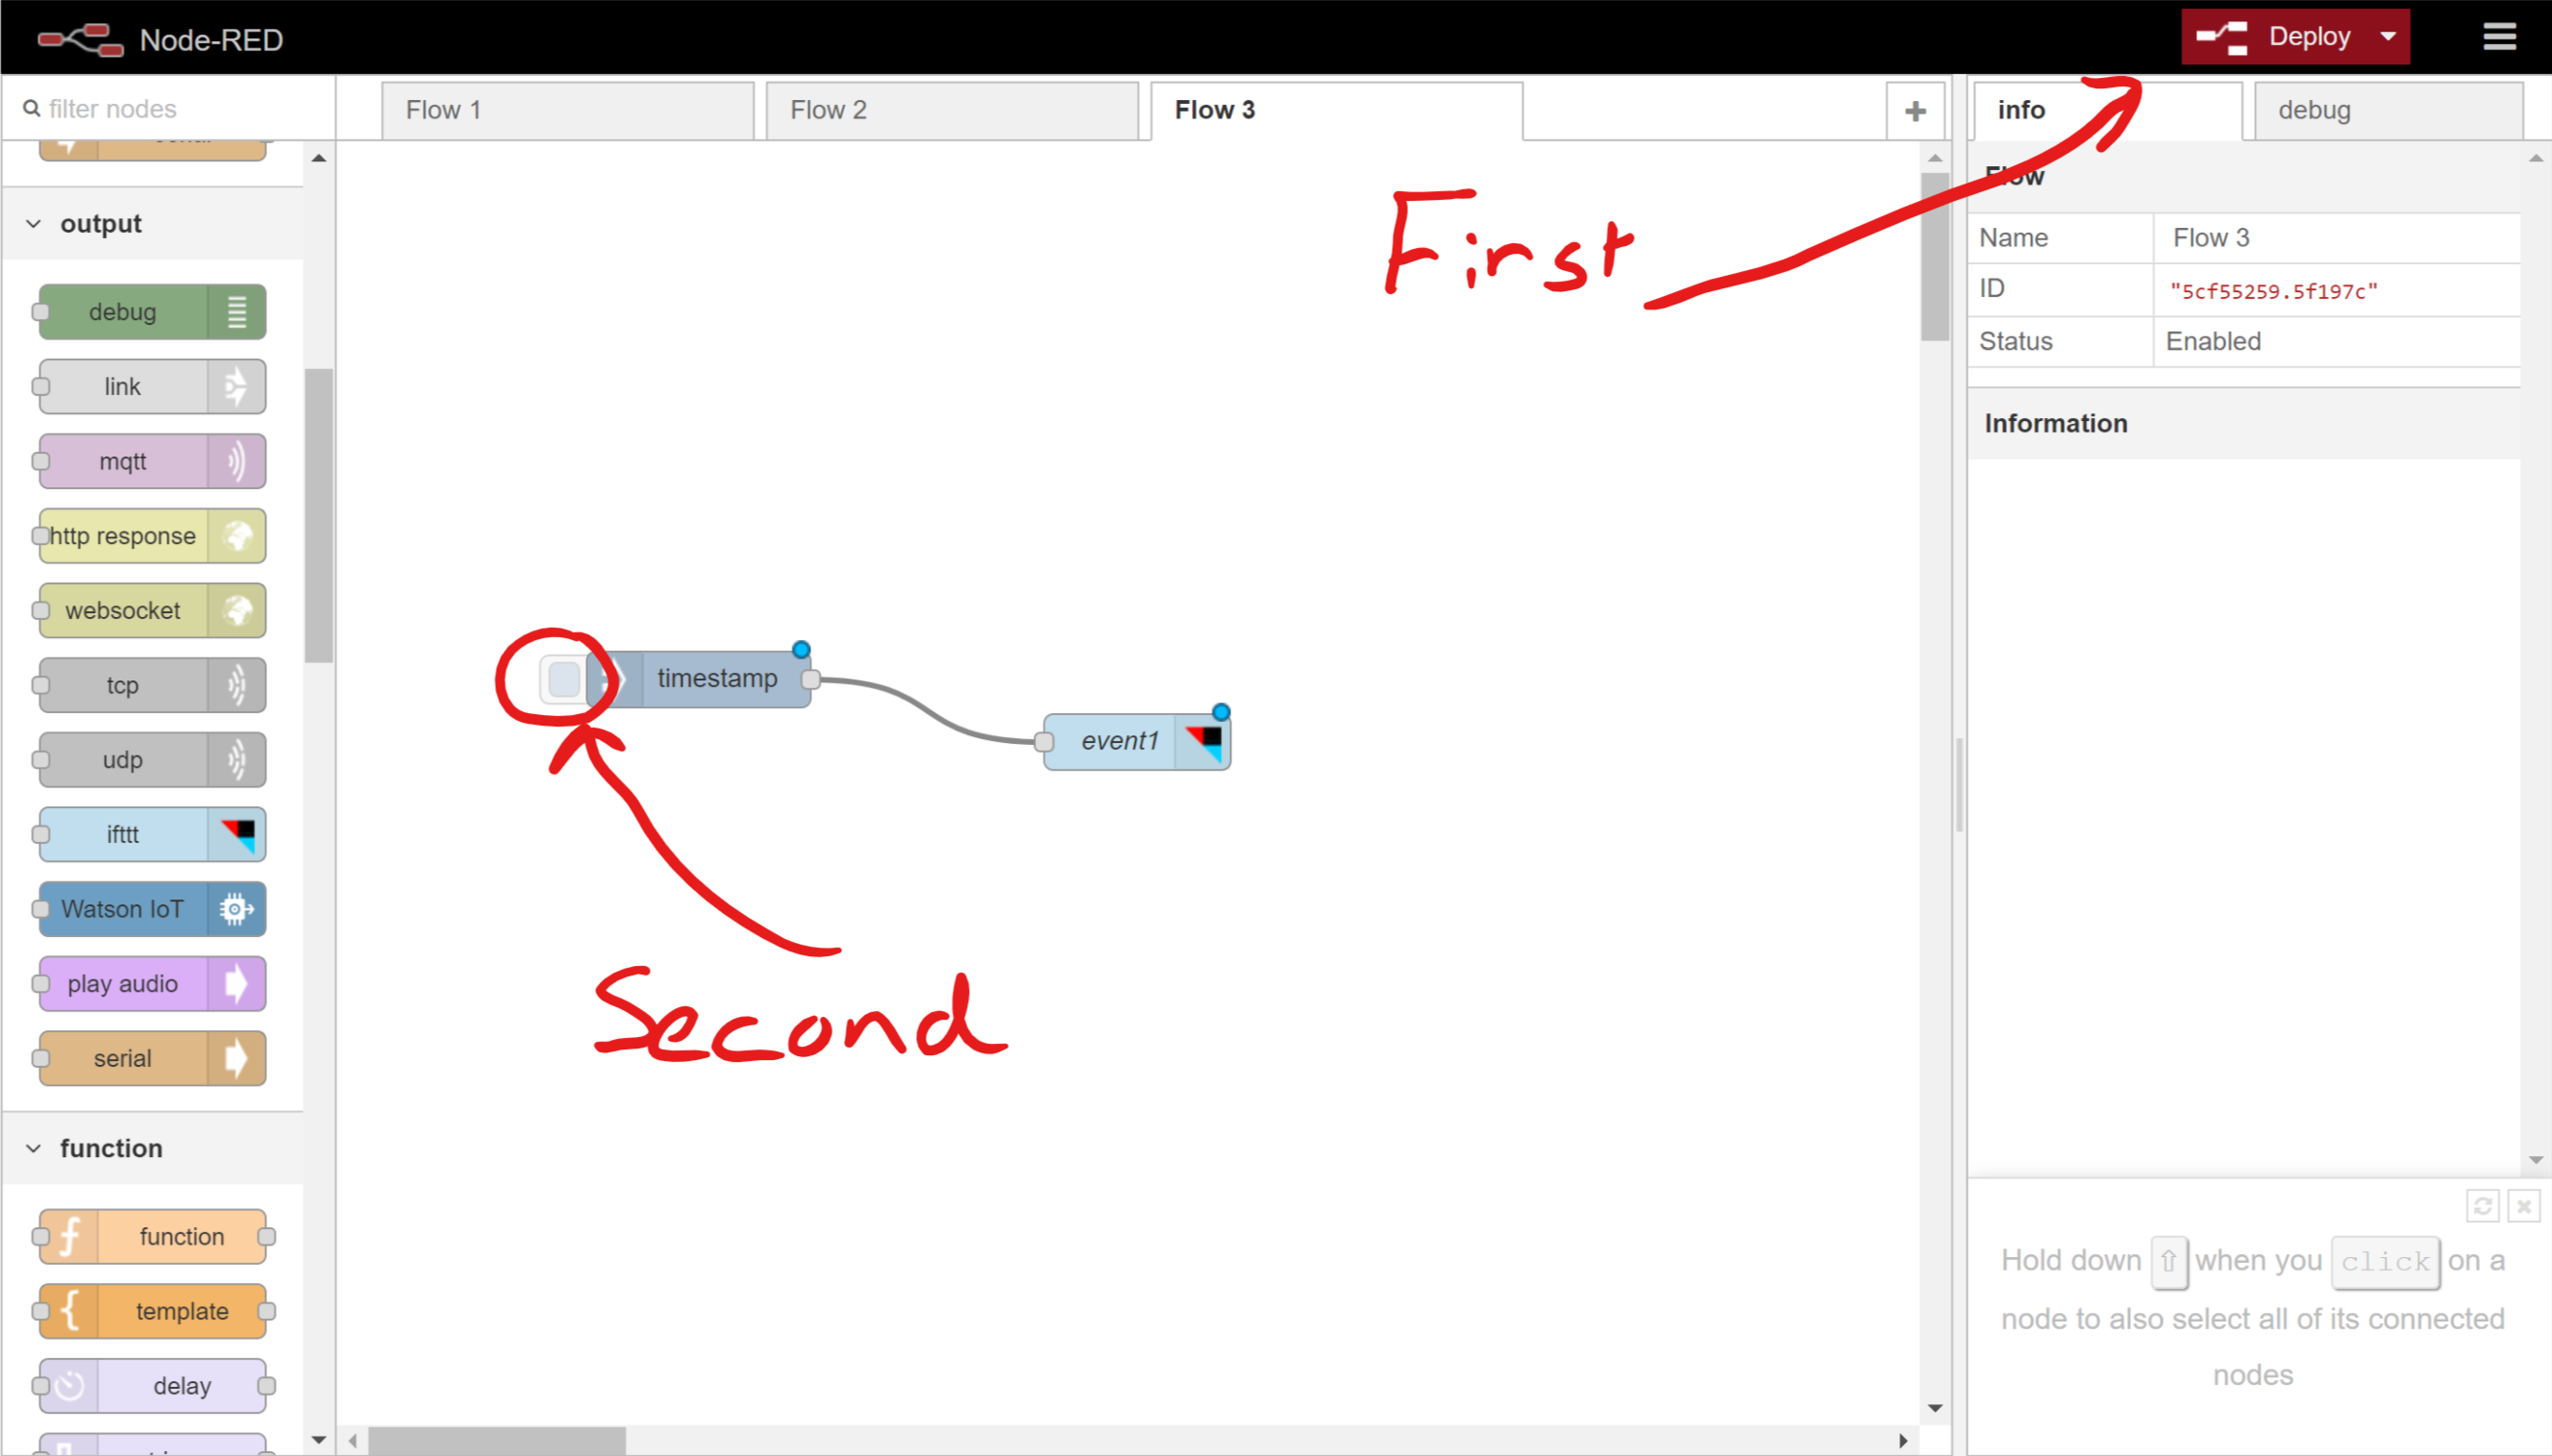 Node-RED
Deploy
filter nodes
Flow 1
Flow 2
Flow 3
info
debug
output
debug
link
mqtt
http response
websocket
tcp
udp
ifttt
Watson IoT
play audio
serial
function
function
template
delay
First
timestamp
event1
Second
Flow
Name Flow 3
ID "5cf55259.5f197c"
Status Enabled
Information
Hold down ⇧ when you click on a
node to also select all of its connected
nodes